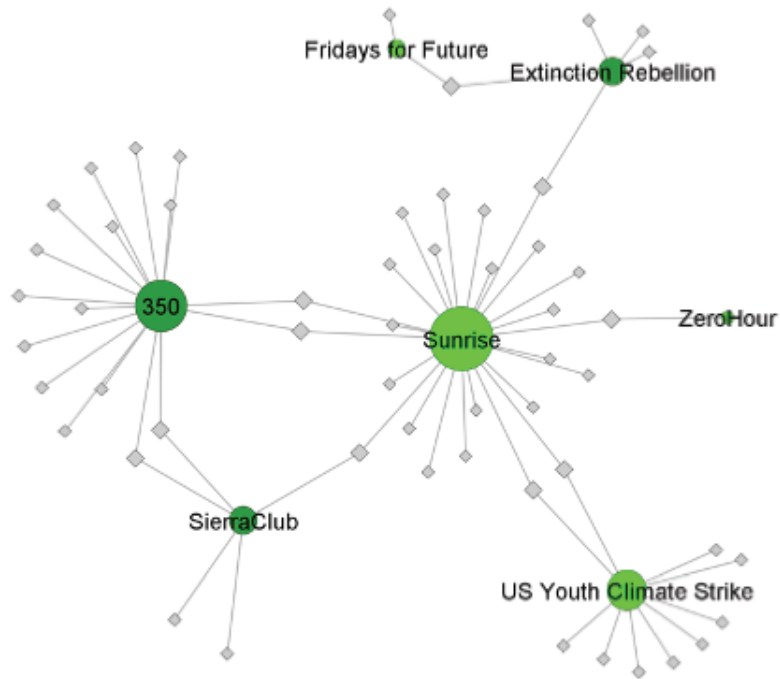 Fridays for Future
Extinction Rebellion
350
Sunrise
ZeroHour
SierraClub
US Youth Climate Strike